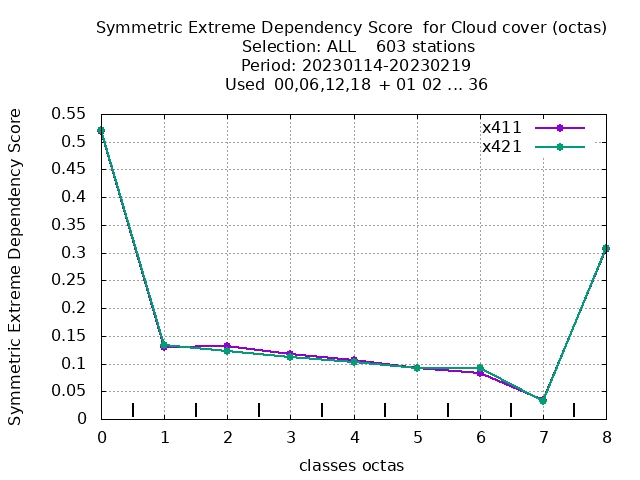 Symmetric Extreme Dependency Score  for Cloud cover (octas)
Selection: ALL    603 stations
Period: 20230114-20230219
Used  00,06,12,18 + 01 02 ... 36
x411
x421
Symmetric Extreme Dependency Score
0.55
0.5
0.45
0.4
0.35
0.3
0.25
0.2
0.15
0.1
0.05
0
0 1 2 3 4 5 6 7 8
classes octas